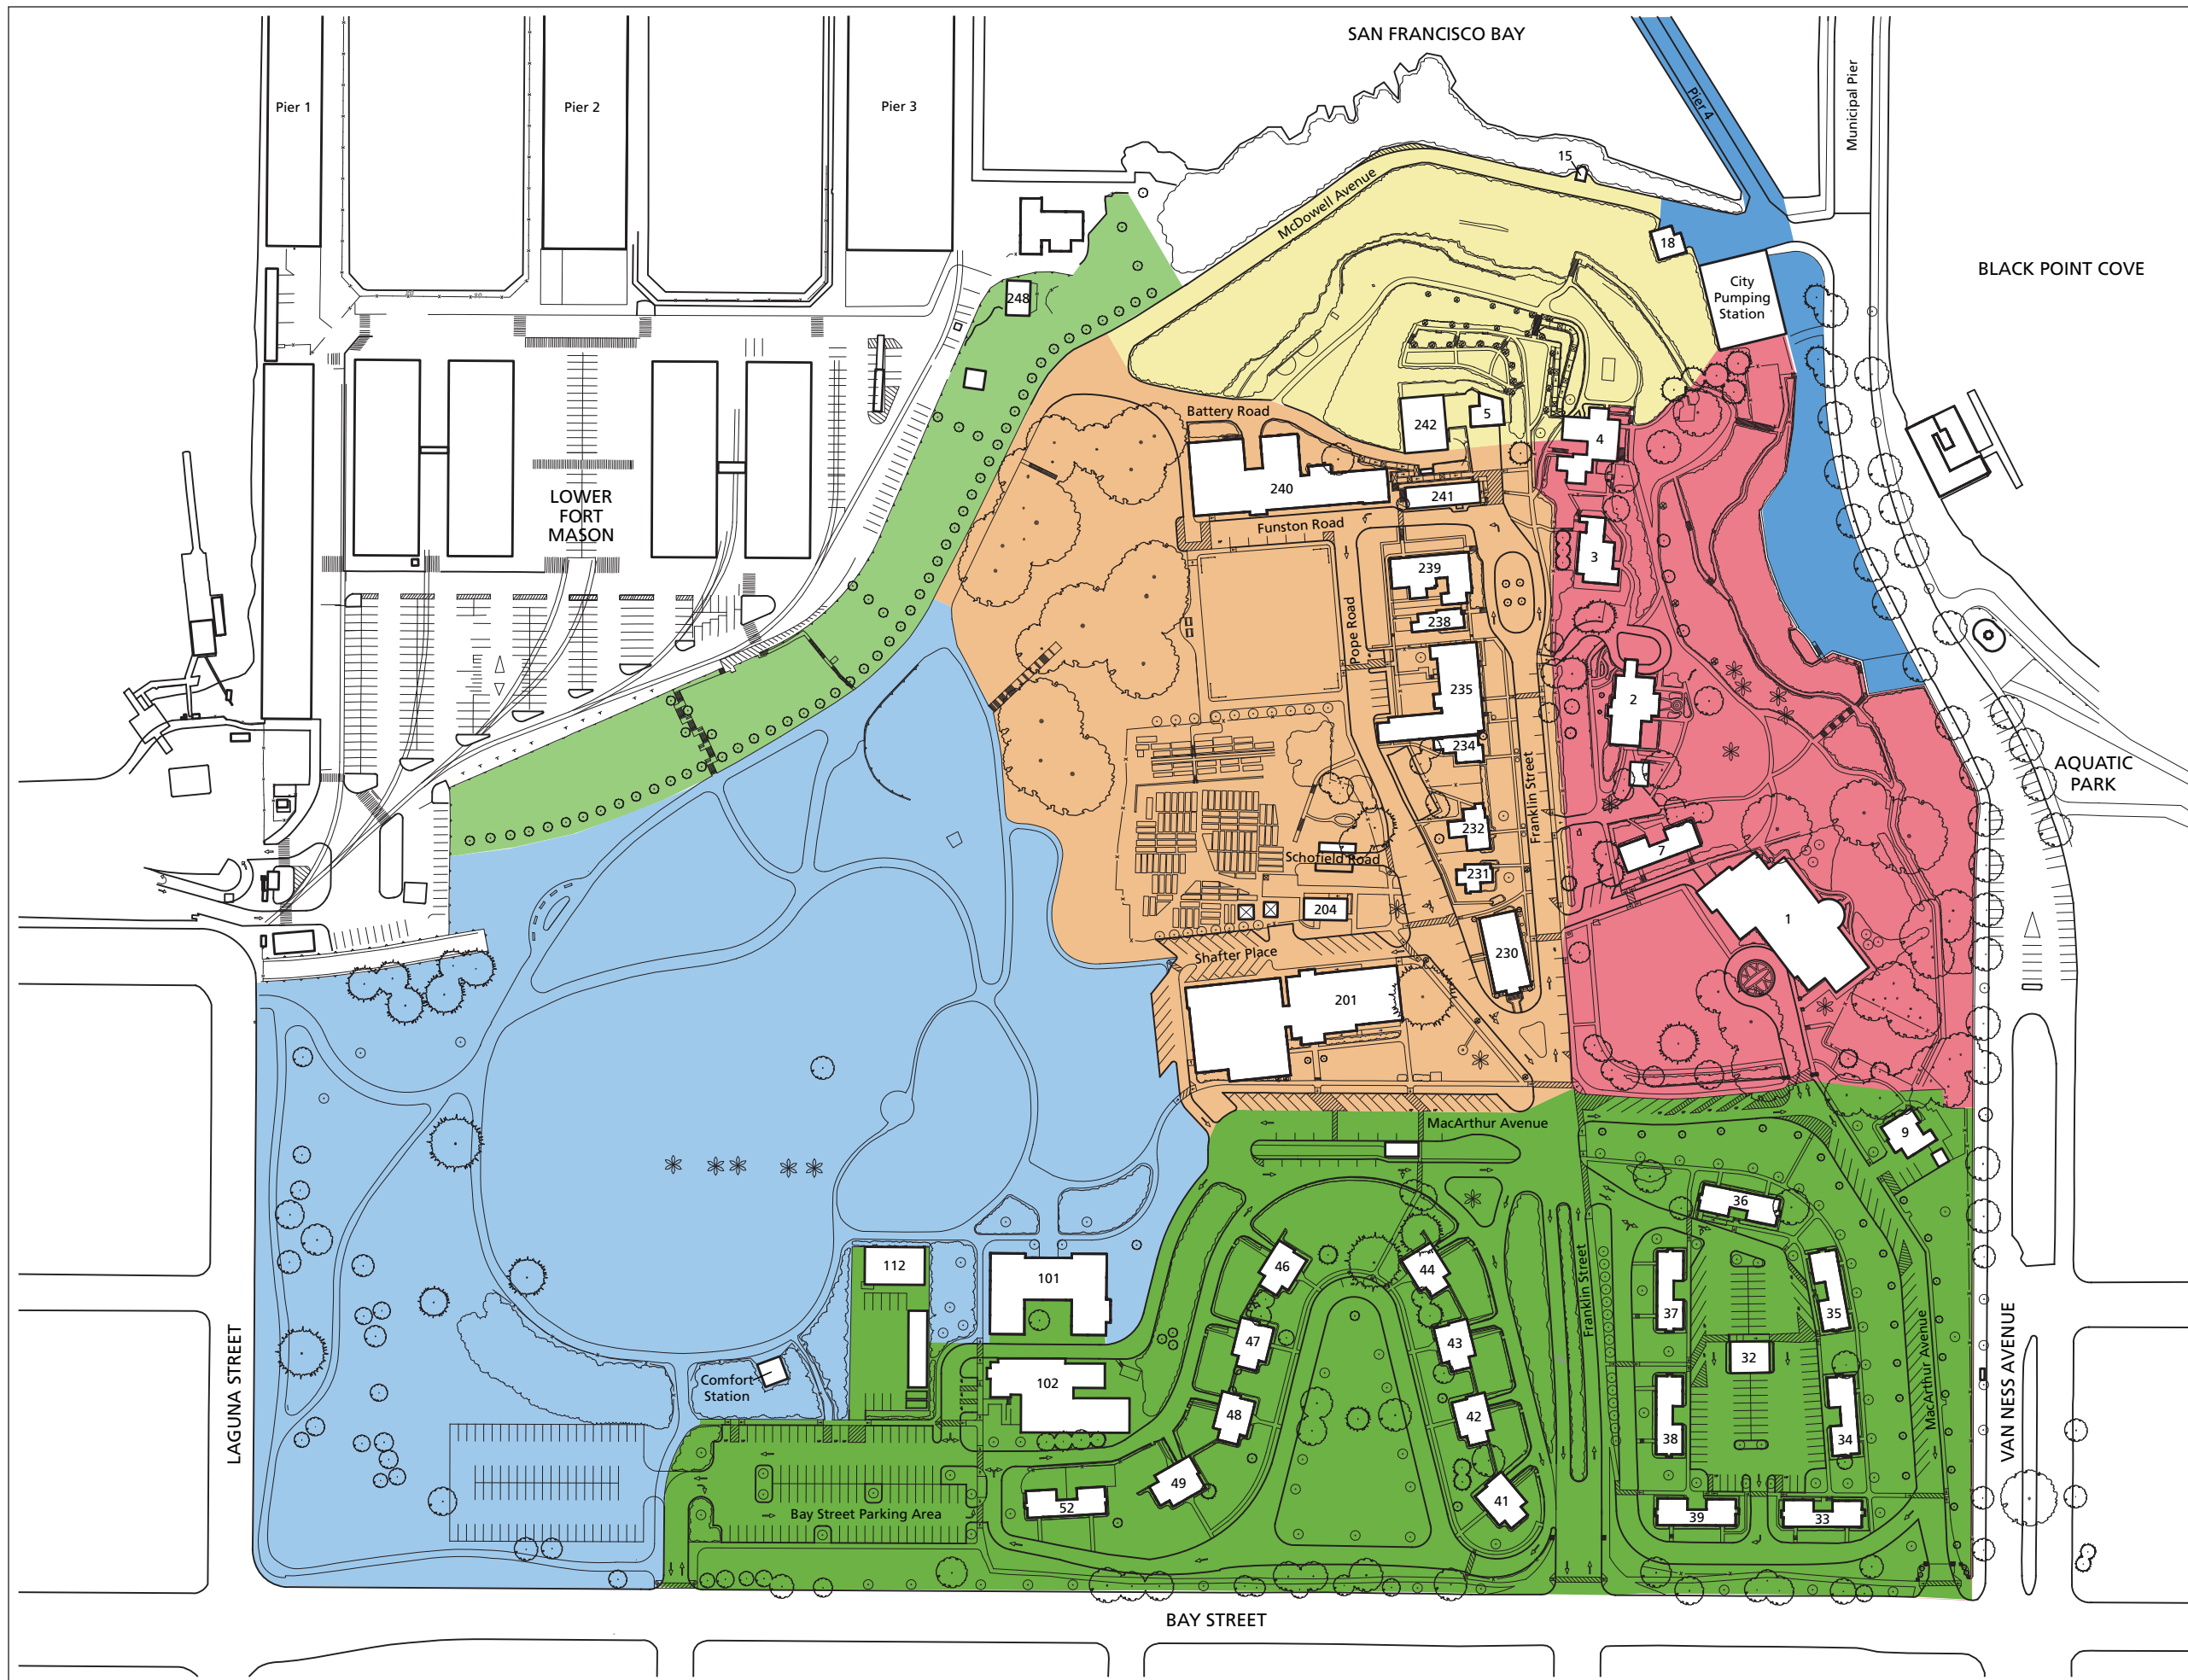 SAN FRANCISCO BAY
Pier 1
Pier 2
Pier 3
Pier 4
Municipal Pier
15
McDowell Avenue
18
BLACK POINT COVE
City
Pumping
Station
248
Battery Road
242
5
4
240
241
LOWER
FORT
MASON
Funston Road
3
239
238
Pope Road
235
2
234
Franklin Street
AQUATIC
PARK
232
7
Schofield Road
231
204
1
230
Shafter Place
201
MacArthur Avenue
9
36
112
101
46
44
37
35
Franklin Street
47
43
32
MacArthur Avenue
LAGUNA STREET
VAN NESS AVENUE
Comfort
Station
102
48
42
38
34
49
41
52
Bay Street Parking Area
39
33
BAY STREET